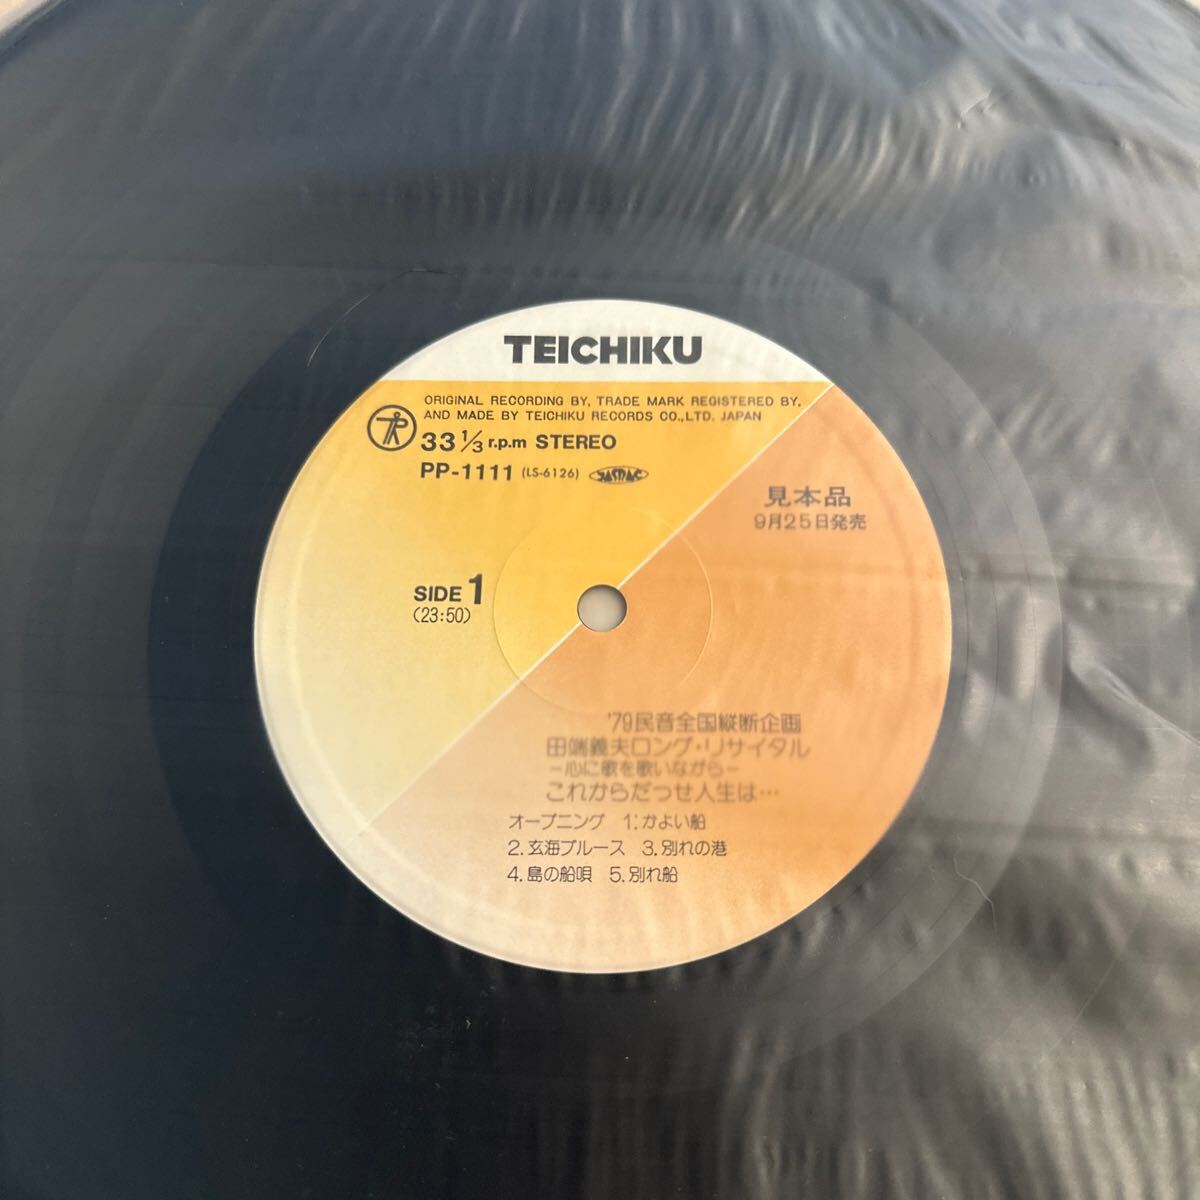 TEICHIKU
ORIGINAL RECORDING BY, TRADE MARK REGISTERED BY,
AND MADE BY TEICHIKU RECORDS CO.,LTD. JAPAN
33 1/3 r.p.m STEREO
PP-1111 (LS-6126) JASRAC
見本品
9月25日発売
SIDE 1
(23:50)
'79民音全国縦断企画
田端義夫ロング・リサイタル
−心に歌を歌いながら−
これからだっせ人生は…
オープニング 1.かよい船
2.玄海ブルース 3.別れの港
4.島の船唄 5.別れ船